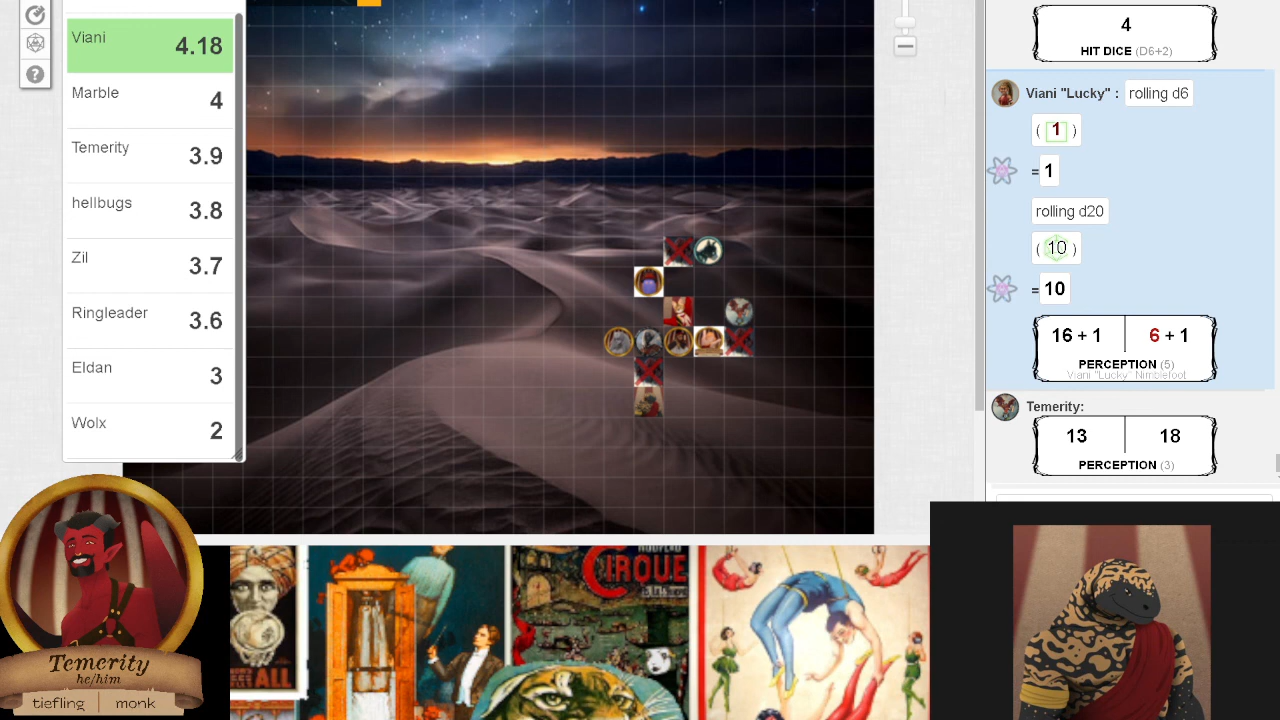 Viani
4.18
Marble
4
Temerity
3.9
hellbugs
3.8
Zil
3.7
Ringleader
3.6
Eldan
3
Wolx
2
4
HIT DICE (D6+2)
Viani "Lucky" : rolling d6
( 1 )
=1
rolling d20
( 10 )
=10
16 + 1 6 + 1
PERCEPTION (5)
Viani "Lucky" Nimblefoot
Temerity:
13 18
PERCEPTION (3)
Temerity
he/him
tiefling monk
ALL
NOUVEAU
CIRQUE